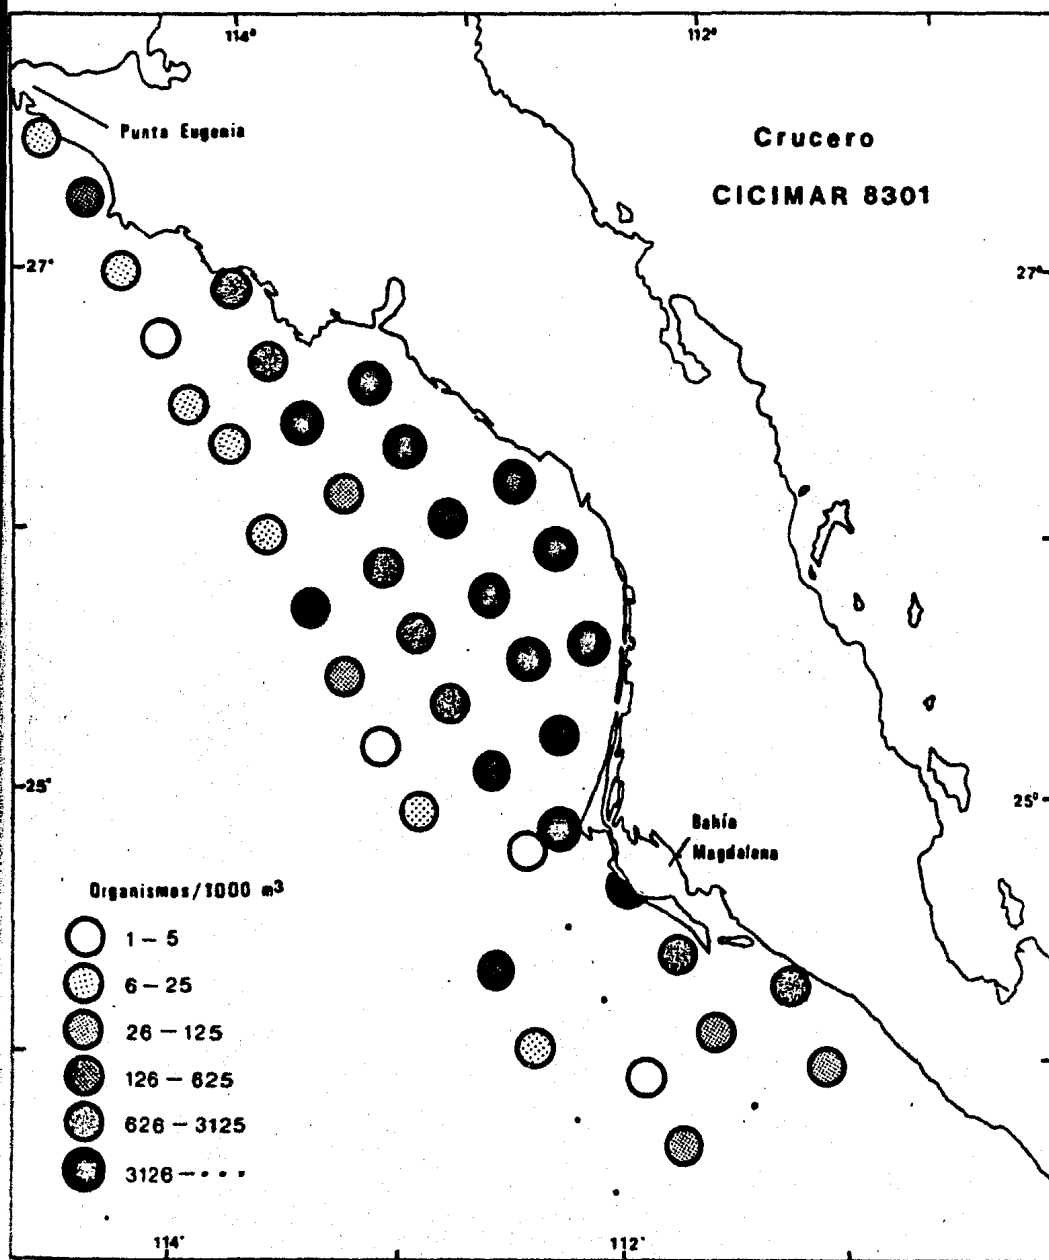 114° 112°
Punta Eugenia
Crucero
CICIMAR 8301
27° 27°
25° 25°
Bahía
Magdalena
Organismos/1000 m³
1 – 5
6 – 25
26 – 125
126 – 625
626 – 3125
3126 – · · ·
114° 112°